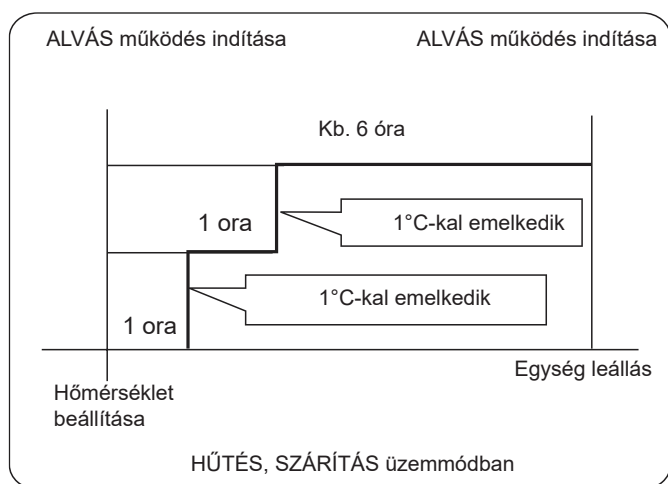 ALVÁS működés indítása
ALVÁS működés indítása
Kb. 6 óra
1 ora
1°C-kal emelkedik
1 ora
1°C-kal emelkedik
Hőmérséklet
beállítása
Egység leállás
HŰTÉS, SZÁRÍTÁS üzemmódban